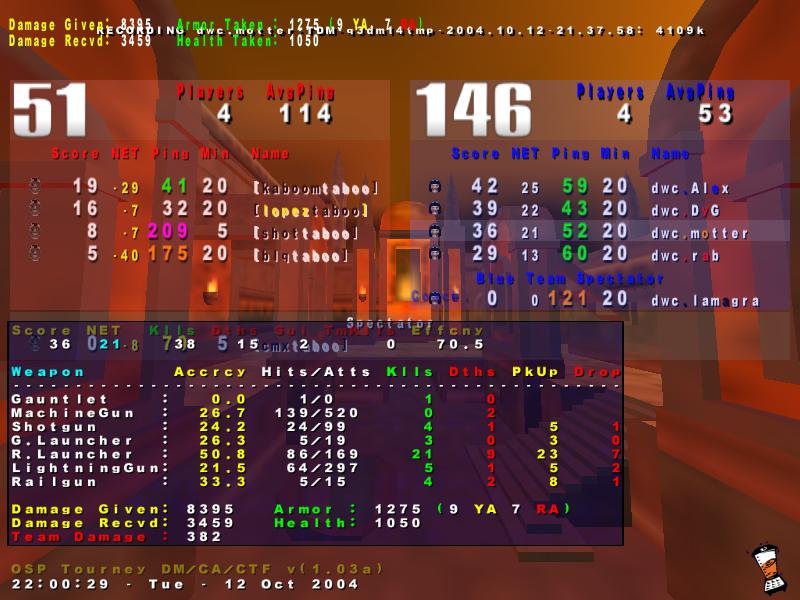 Damage Given: 8395 Armor Taken : 1275 (9 YA 7 RA)
RECORDING dwc.motter-TDM-q3dm14tmp-2004.10.12-21.37.58: 4109k
Damage Recvd: 3459 Health Taken: 1050
51 Players AvgPing
4 114
146 Players AvgPing
4 53
Score NET Ping Min Name
19 -29 41 20 [kaboomtaboo]
16 -7 32 20 [lopeztaboo]
8 -7 209 5 [shottaboo]
5 -40 175 20 [blqtaboo]
Score NET Ping Min Name
42 25 59 20 dwc.Alex
39 22 43 20 dwc.DyG
36 21 52 20 dwc.motter
29 13 60 20 dwc.rab
Blue Team Spectator
0 0 121 20 dwc.lamagra
Spectator
Score NET Klls Dths Sui TmKlls Effcny
36 21 38 15 2 0 70.5
0 -8 5 [cmxtaboo]
Weapon Accrcy Hits/Atts Klls Dths PkUp Drop
Gauntlet : 0.0 1/0 1 0
MachineGun : 26.7 139/520 0 2
Shotgun : 24.2 24/99 4 1 5 1
G.Launcher : 26.3 5/19 3 0 3 0
R.Launcher : 50.8 86/169 21 9 23 7
LightningGun: 21.5 64/297 5 1 5 2
Railgun : 33.3 5/15 4 2 8 1
Damage Given: 8395 Armor : 1275 (9 YA 7 RA)
Damage Recvd: 3459 Health: 1050
Team Damage : 382
OSP Tourney DM/CA/CTF v(1.03a)
22:00:29 - Tue - 12 Oct 2004